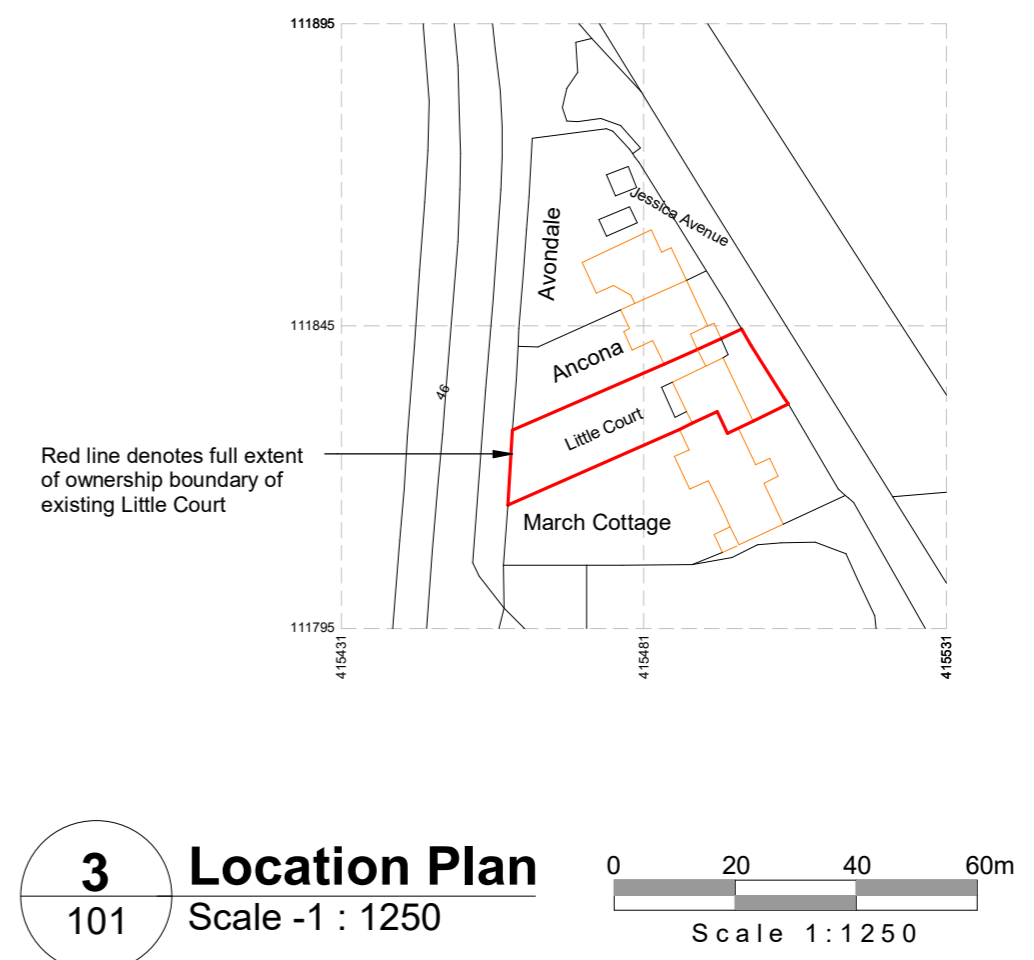 111895
Jessica Avenue
Avondale
111845
Ancona
46
Little Court
Red line denotes full extent
of ownership boundary of
existing Little Court
March Cottage
111795
415431
415481
415531
3
101
Location Plan
Scale -1 : 1250
0 20 40 60m
Scale 1:1250